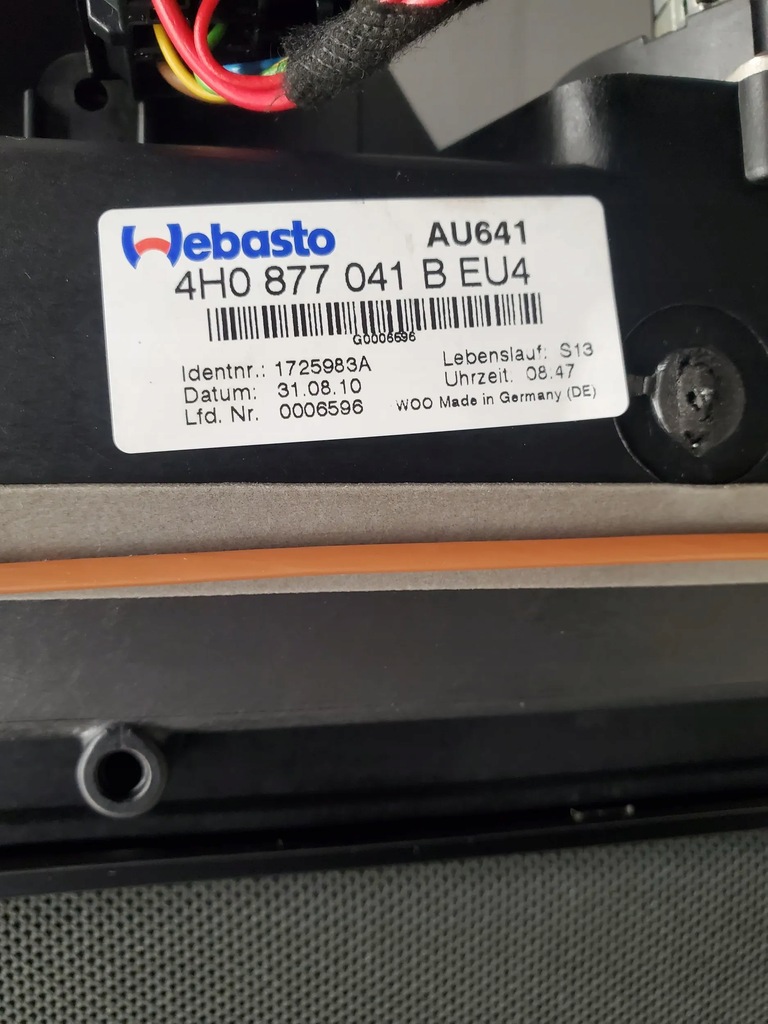 Webasto AU641
4H0 877 041 B EU4
G0006596
Identnr.: 1725983A Lebenslauf: S13
Datum: 31.08.10 Uhrzeit: 08.47
Lfd. Nr. 0006596 WOO Made in Germany (DE)